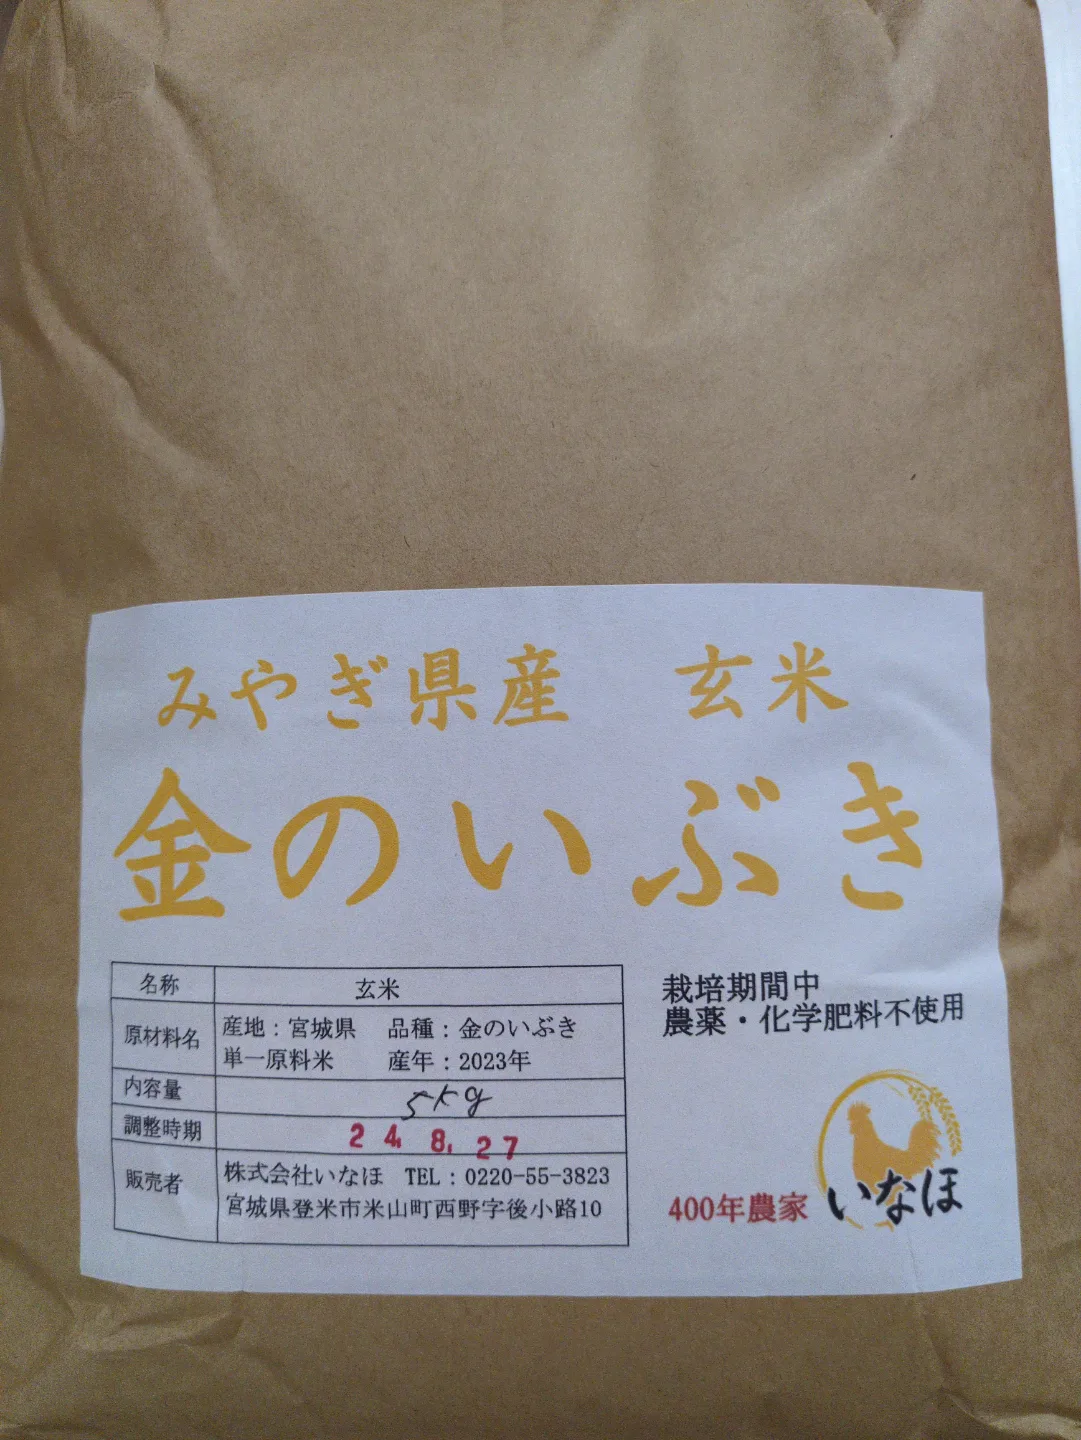 みやぎ県産 玄米
金のいぶき
名称 玄米
原材料名 産地：宮城県 品種：金のいぶき
単一原料米 産年：2023年
内容量 5kg
調整時期 24.8.27
販売者 株式会社いなほ TEL：0220-55-3823
宮城県登米市米山町西野字後小路10
栽培期間中
農薬・化学肥料不使用
400年農家 いなほ